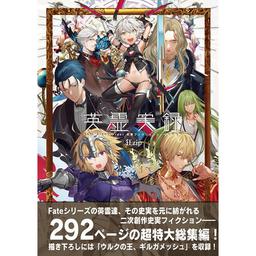 英霊実録
Fateシリーズの英霊達、その史実を元に紡がれる
二次創作史実フィクション――
292ページの超特大総集編！
描き下ろしには「ウルクの王、ギルガメッシュ」を収録！